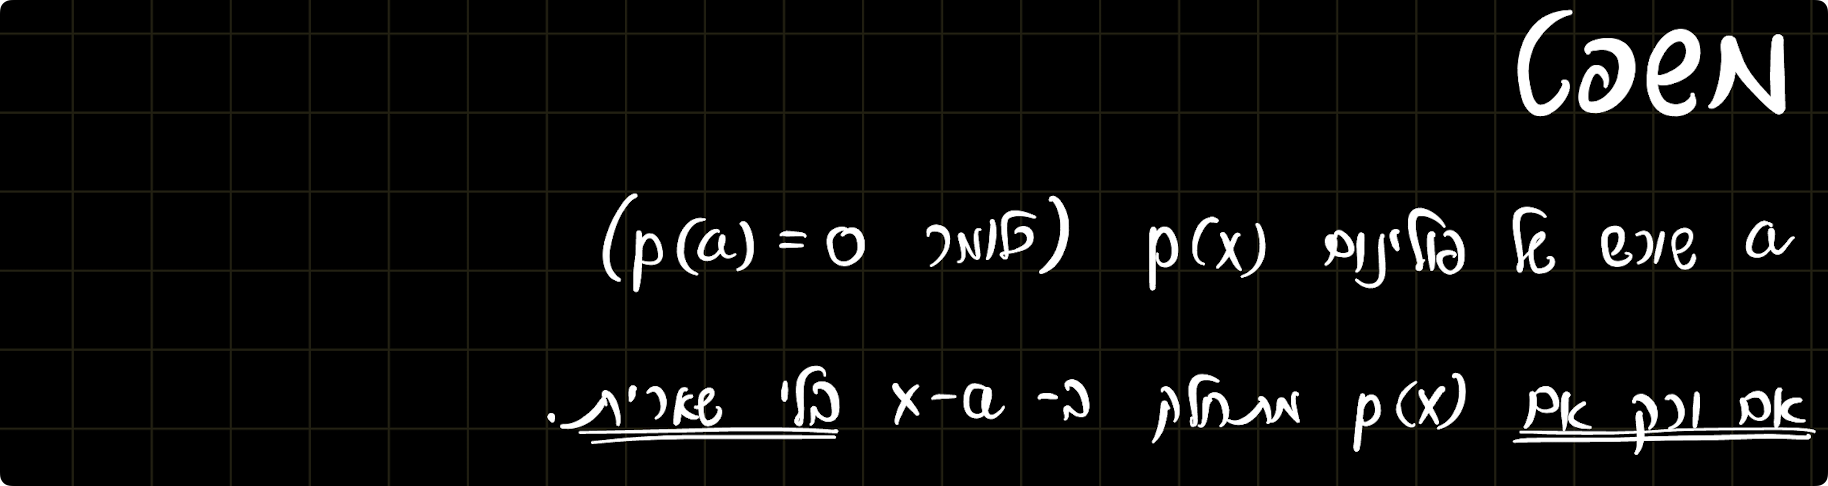 משפט
a שורש של פולינום p(x) (כלומר p(a) = 0)
אם ורק אם p(x) מתחלק ב- x-a בלי שארית.